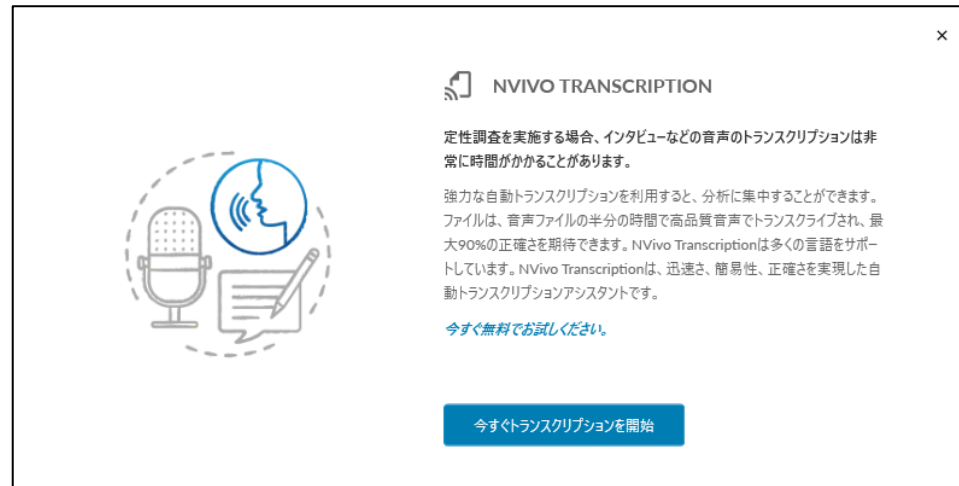 ×
NVIVO TRANSCRIPTION
定性調査を実施する場合、インタビューなどの音声のトランスクリプションは非
常に時間がかかることがあります。
強力な自動トランスクリプションを利用すると、分析に集中することができます。
ファイルは、音声ファイルの半分の時間で高品質音声でトランスクライブされ、最
大90%の正確さを期待できます。NVivo Transcriptionは多くの言語をサポー
トしています。NVivo Transcriptionは、迅速さ、簡易性、正確さを実現した自
動トランスクリプションアシスタントです。
今すぐ無料でお試しください。
今すぐトランスクリプションを開始